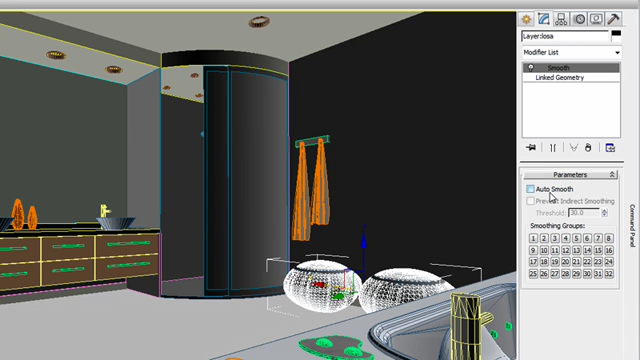 Layer:losa
Modifier List
Smooth
Linked Geometry
Parameters
Auto Smooth
Prevent Indirect Smoothing
Threshold: 30.0
Smoothing Groups:
1 2 3 4 5 6 7 8
9 10 11 12 13 14 15 16
17 18 19 20 21 22 23 24
25 26 27 28 29 30 31 32
Command Panel